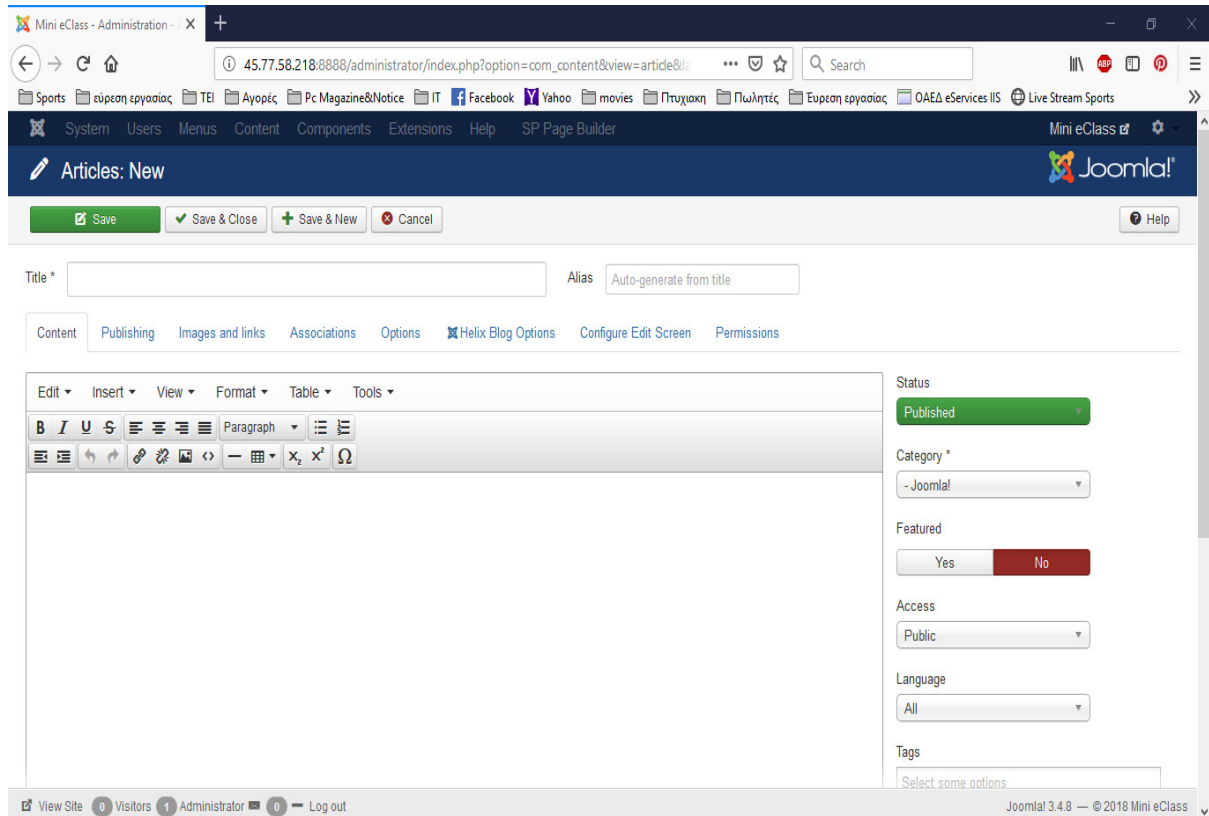 Mini eClass - Administration - A
45.77.58.218:8888/administrator/index.php?option=com_content&view=article&la
Search
ABP
Sports εύρεση εργασίας TEI Αγορές Pc Magazine&Notice IT Facebook Yahoo movies Πτυχιακη Πωλητές Έυρεση εργασίας ΟΑΕΔ eServices IIS Live Stream Sports
System Users Menus Content Components Extensions Help SP Page Builder Mini eClass
Articles: New
Joomla!®
Save Save & Close Save & New Cancel Help
Title * Alias Auto-generate from title
Content Publishing Images and links Associations Options Helix Blog Options Configure Edit Screen Permissions
Edit Insert View Format Table Tools
B I U S Paragraph
X₂ X² Ω
Status
Published
Category *
- Joomla!
Featured
Yes No
Access
Public
Language
All
Tags
Select some options
View Site 0 Visitors 1 Administrator 0 Log out Joomla! 3.4.8 — © 2018 Mini eClass